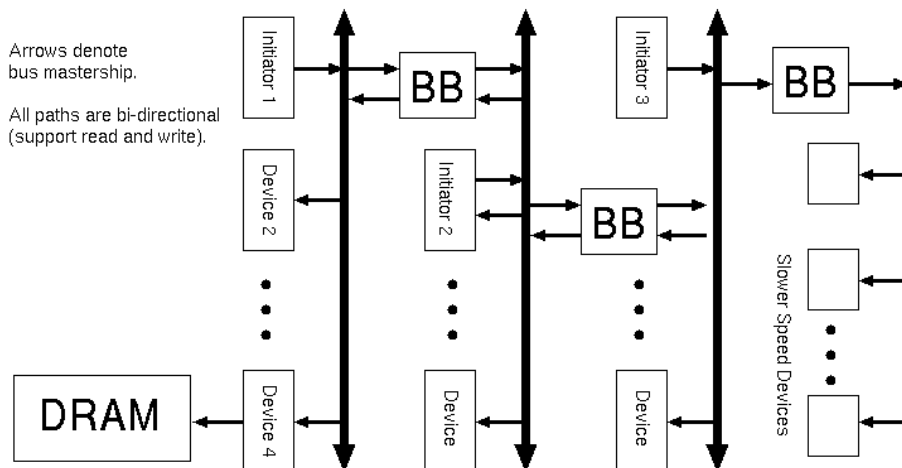 Arrows denote
bus mastership.
All paths are bi-directional
(support read and write).
Initiator 1
BB
Initiator 3
BB
Device 2
Initiator 2
BB
Slower Speed Devices
DRAM
Device 4
Device
Device